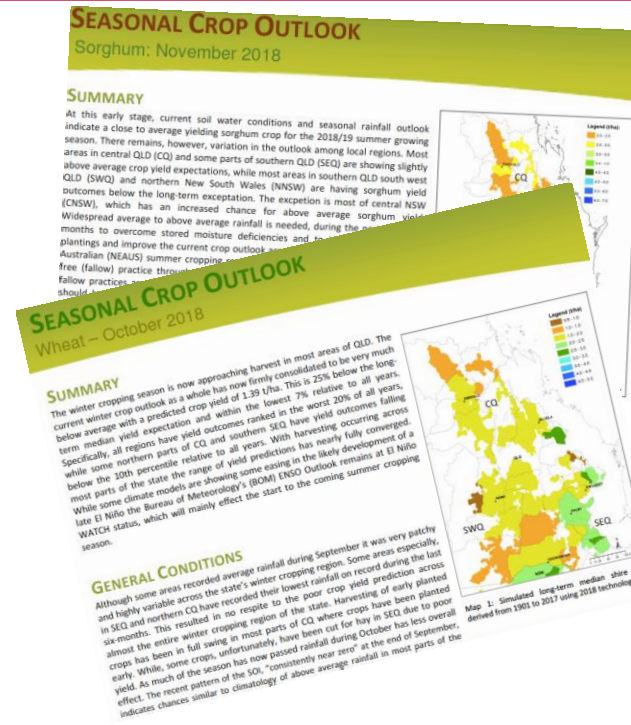 SEASONAL CROP OUTLOOK
Sorghum: November 2018
SUMMARY
At this early stage, current soil water conditions and seasonal rainfall outlook
indicate a close to average yielding sorghum crop for the 2018/19 summer growing
season. There remains, however, variation in the outlook among local regions. Most
areas in central QLD (CQ) and some parts of southern QLD (SEQ) are showing slightly
above average crop yield expectations, while most areas in southern QLD south west
QLD (SWQ) and northern New South Wales (NNSW) are having sorghum yield
outcomes below the long-term exceptation. The excpetion is most of central NSW
(CNSW), which has an increased chance for above average sorghum yield
Widespread average to above average rainfall is needed, during the
months to overcome stored moisture deficiencies and
plantings and improve the current crop outlook
Australian (NEAUS) summer cropping
free (fallow) practice
fallow practices
should
Legend (t/ha)
CQ
SEASONAL CROP OUTLOOK
Wheat – October 2018
SUMMARY
The winter cropping season is now approaching harvest in most areas of QLD. The
current winter crop outlook as a whole has now firmly consolidated to be very much
below average with a predicted crop yield of 1.39 t/ha. This is 25% below the long-
term median yield expectation and within the lowest 7% relative to all years.
Specifically, all regions have yield outcomes ranked in the worst 20% of all years,
while some northern parts of CQ and southern SEQ have yield outcomes falling
below the 10th percentile relative to all years. With harvesting occurring across
most parts of the state the range of yield predictions has nearly fully converged.
While some climate models are showing some easing in the likely development of a
late El Niño the Bureau of Meteorology's (BOM) ENSO Outlook remains at El Niño
WATCH status, which will mainly effect the start to the coming summer cropping
season.
GENERAL CONDITIONS
Although some areas recorded average rainfall during September it was very patchy
and highly variable across the state's winter cropping region. Some areas especially,
in SEQ and northern CQ have recorded their lowest rainfall on record during the last
six-months. This resulted in no respite to the poor crop yield prediction across
almost the entire winter cropping region of the state. Harvesting of early planted
crops has been in full swing in most parts of CQ where crops have been planted
early. While, some crops, unfortunately, have been cut for hay in SEQ due to poor
yield. As much of the season has now passed rainfall during October has less overall
effect. The recent pattern of the SOI, "consistently near zero" at the end of September,
indicates chances similar to climatology of above average rainfall in most parts of the
Legend (t/ha)
CQ
SWQ
SEQ
Map 1: Simulated long-term median shire
derived from 1901 to 2017 using 2018 technolog